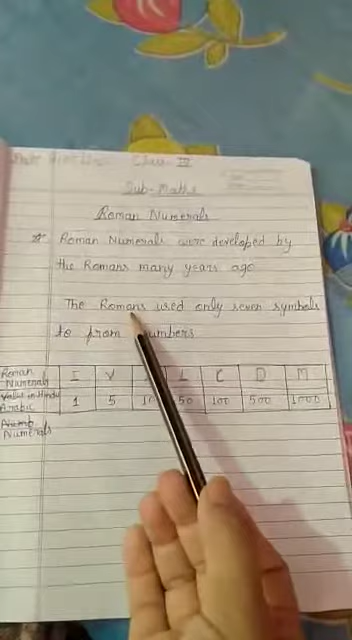 Class-IV
Sub-Maths
Roman Numerals
Roman Numerals were developed by
the Romans many years ago
The Romans used only seven symbols
to from numbers
Roman Numerals I V L C D M
Value in Hindu Arabic Numb Numerals 1 5 10 50 100 500 1000